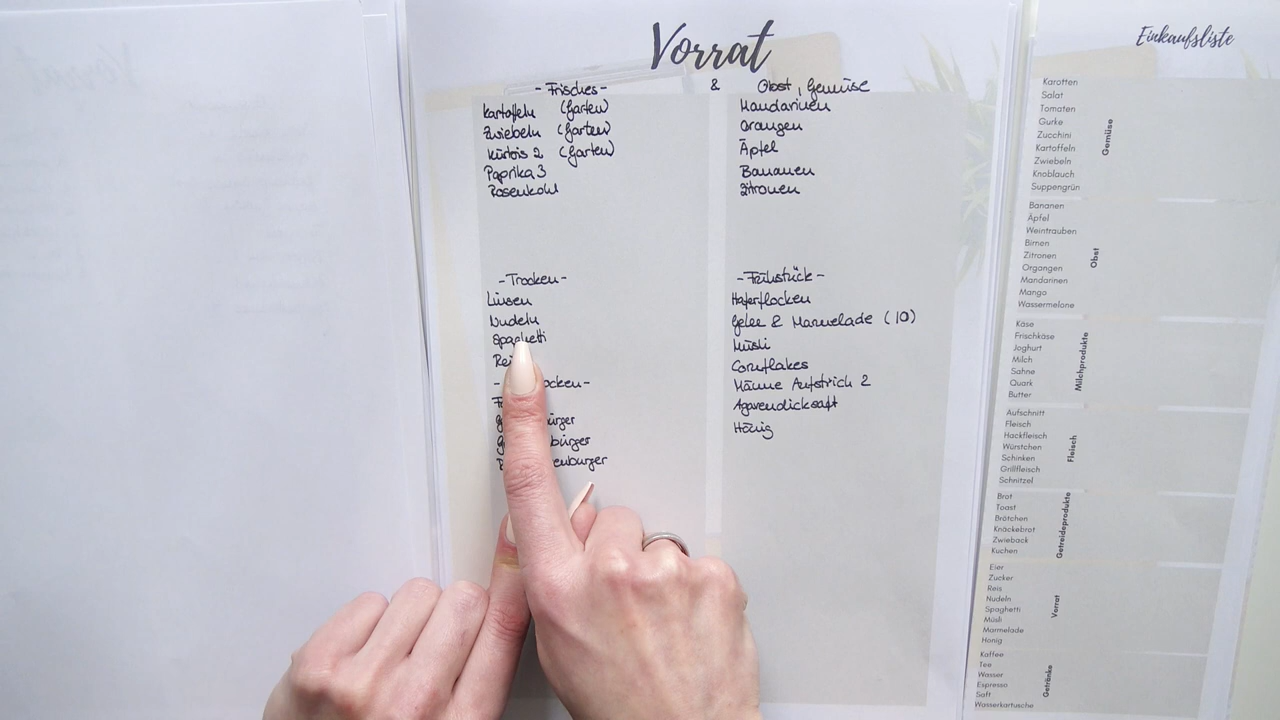 Vorrat
- Frisches -
Kartoffeln (Garten)
Zwiebeln (Garten)
Kürbis 2 (Garten)
Paprika 3
Rosenkohl
& Obst, Gemüse
Mandarinen
Orangen
Äpfel
Bananen
Zitronen
- Trocken -
Linsen
Nudeln
Spaghetti
- Frühstück -
Haferflocken
Gelee & Marmelade (10)
Müsli
Cornflakes
Männe Aufstrich 2
Agavendicksaft
Honig
Einkaufsliste
Gemüse
Karotten
Salat
Tomaten
Gurke
Zucchini
Kartoffeln
Zwiebeln
Knoblauch
Suppengrün
Obst
Bananen
Äpfel
Weintrauben
Birnen
Zitronen
Organgen
Mandarinen
Mango
Wassermelone
Milchprodukte
Käse
Frischkäse
Joghurt
Milch
Sahne
Quark
Butter
Fleisch
Aufschnitt
Fleisch
Hackfleisch
Würstchen
Schinken
Grillfleisch
Schnitzel
Getreideprodukte
Brot
Toast
Brötchen
Knäckebrot
Zwieback
Kuchen
Vorrat
Eier
Zucker
Reis
Nudeln
Spaghetti
Müsli
Marmelade
Honig
Getränke
Kaffee
Tee
Wasser
Espresso
Saft
Wasserkartusche